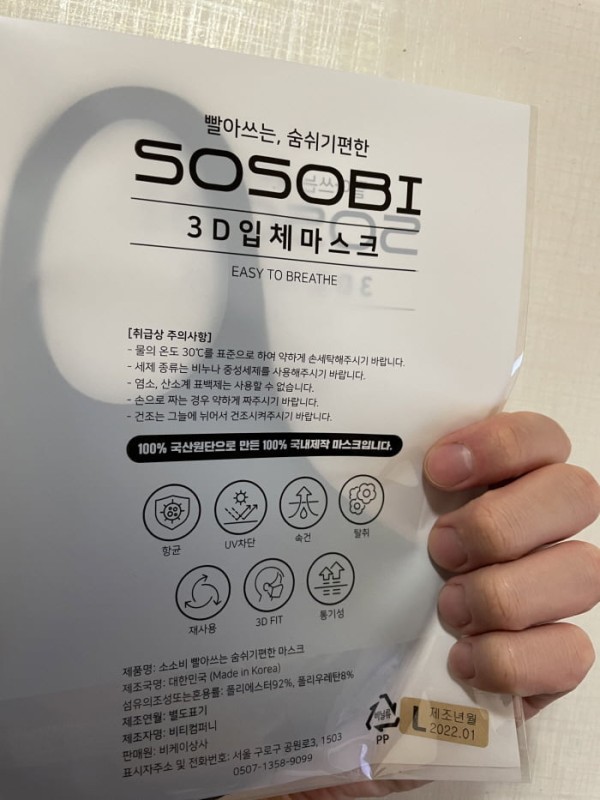 빨아쓰는, 숨쉬기편한
SOSOBI
3D입체마스크
EASY TO BREATHE
[취급상 주의사항]
- 물의 온도 30℃를 표준으로 하여 약하게 손세탁해주시기 바랍니다.
- 세제 종류는 비누나 중성세제를 사용해주시기 바랍니다.
- 염소, 산소계 표백제는 사용할 수 없습니다.
- 손으로 짜는 경우 약하게 짜주시기 바랍니다.
- 건조는 그늘에 뉘어서 건조시켜주시기 바랍니다.
100% 국산원단으로 만든 100% 국내제작 마스크입니다.
항균 UV차단 속건 탈취
재사용 3D FIT 통기성
제품명: 소소비 빨아쓰는 숨쉬기편한 마스크
제조국명: 대한민국 (Made in Korea)
섬유의조성또는혼용률: 폴리에스터92%, 폴리우레탄8%
제조연월: 별도표기
제조자명: 비티컴퍼니
판매원: 비케이상사
표시자주소 및 전화번호: 서울 구로구 공원로3, 1503
0507-1358-9099
비닐류
PP
L 제조년월
2022.01